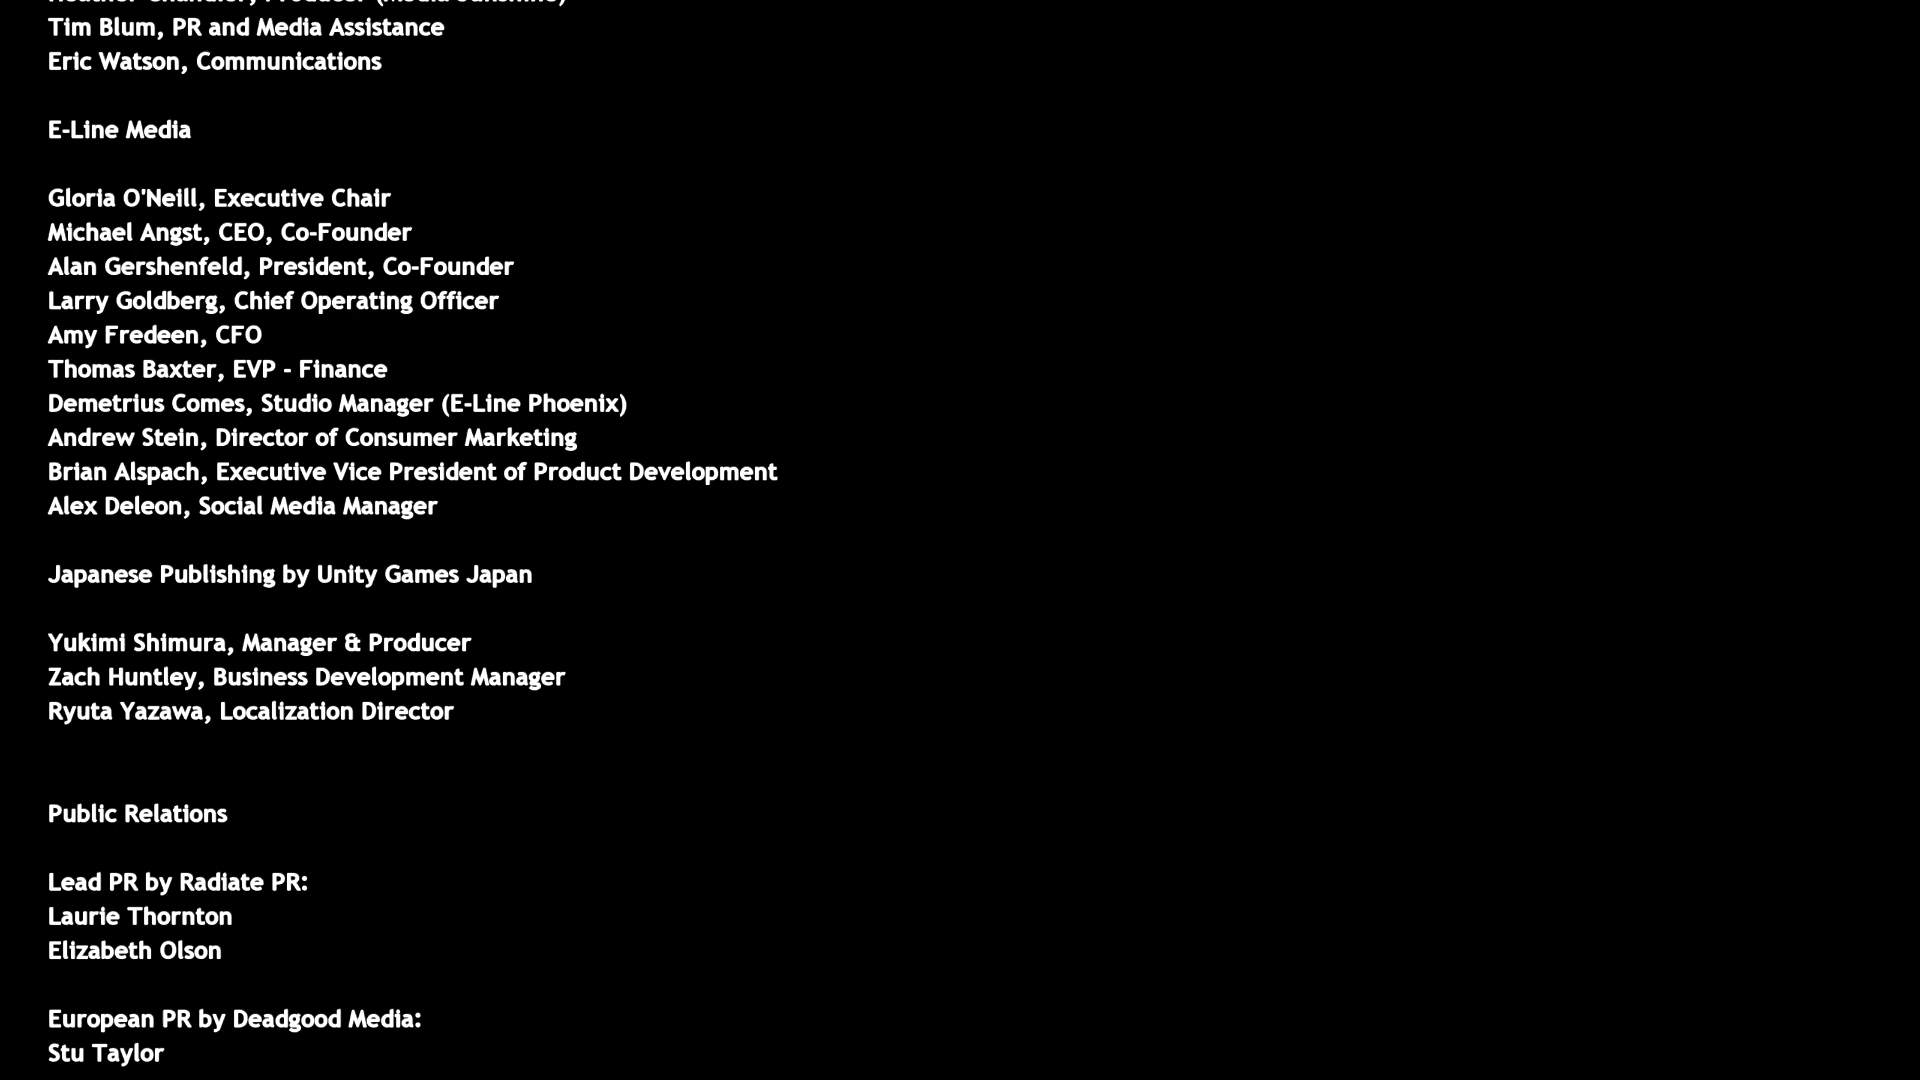 Tim Blum, PR and Media Assistance
Eric Watson, Communications
E-Line Media
Gloria O'Neill, Executive Chair
Michael Angst, CEO, Co-Founder
Alan Gershenfeld, President, Co-Founder
Larry Goldberg, Chief Operating Officer
Amy Fredeen, CFO
Thomas Baxter, EVP - Finance
Demetrius Comes, Studio Manager (E-Line Phoenix)
Andrew Stein, Director of Consumer Marketing
Brian Alspach, Executive Vice President of Product Development
Alex Deleon, Social Media Manager
Japanese Publishing by Unity Games Japan
Yukimi Shimura, Manager & Producer
Zach Huntley, Business Development Manager
Ryuta Yazawa, Localization Director
Public Relations
Lead PR by Radiate PR:
Laurie Thornton
Elizabeth Olson
European PR by Deadgood Media:
Stu Taylor